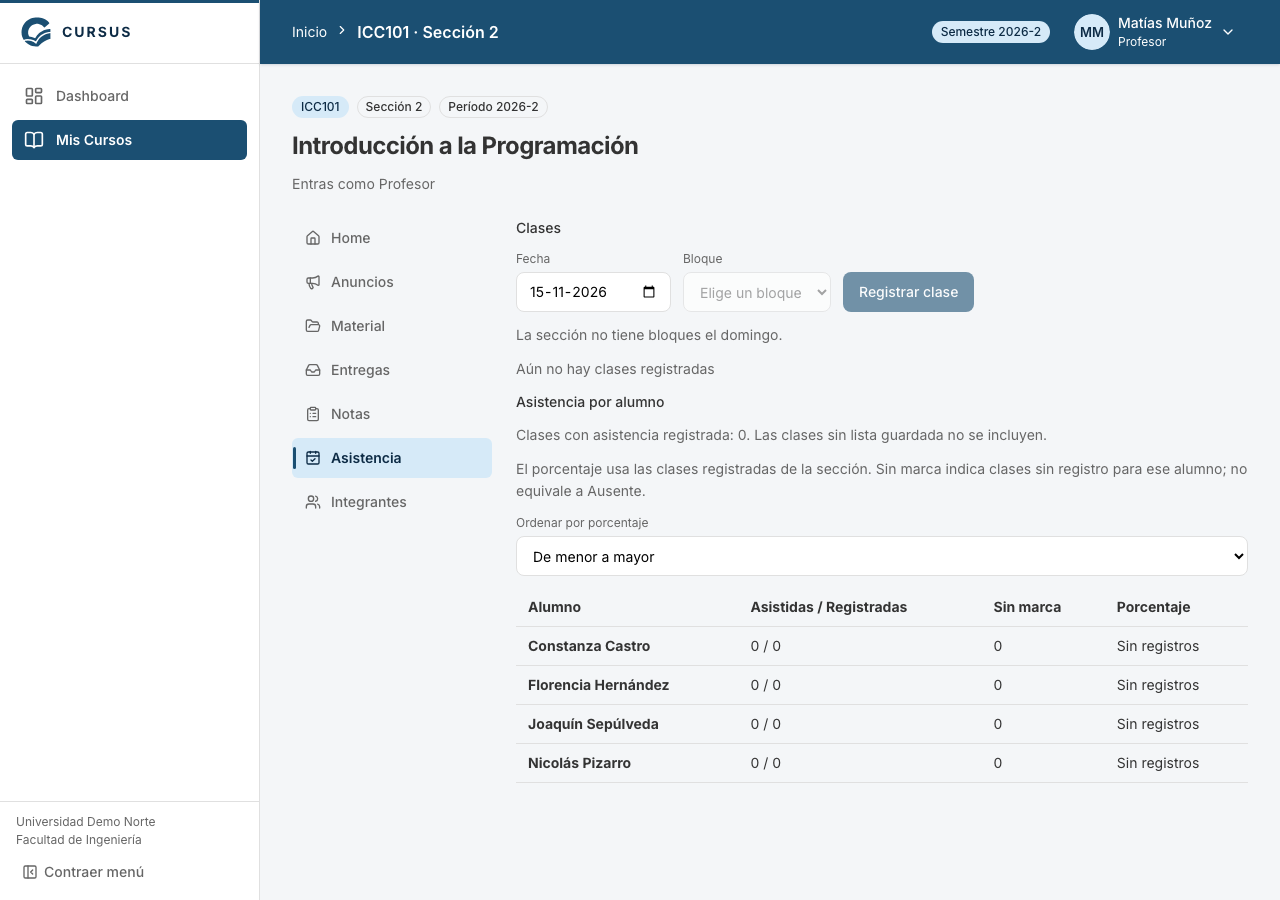 CURSUS
Inicio
ICC101 · Sección 2
Semestre 2026-2
MM
Matías Muñoz
Profesor
Dashboard
Mis Cursos
ICC101
Sección 2
Período 2026-2
Introducción a la Programación
Entras como Profesor
Home
Anuncios
Material
Entregas
Notas
Asistencia
Integrantes
Clases
Fecha
Bloque
15-11-2026
Elige un bloque
Registrar clase
La sección no tiene bloques el domingo.
Aún no hay clases registradas
Asistencia por alumno
Clases con asistencia registrada: 0. Las clases sin lista guardada no se incluyen.
El porcentaje usa las clases registradas de la sección. Sin marca indica clases sin registro para ese alumno; no
equivale a Ausente.
Ordenar por porcentaje
De menor a mayor
Alumno Asistidas / Registradas Sin marca Porcentaje
Constanza Castro 0 / 0 0 Sin registros
Florencia Hernández 0 / 0 0 Sin registros
Joaquín Sepúlveda 0 / 0 0 Sin registros
Nicolás Pizarro 0 / 0 0 Sin registros
Universidad Demo Norte
Facultad de Ingeniería
Contraer menú